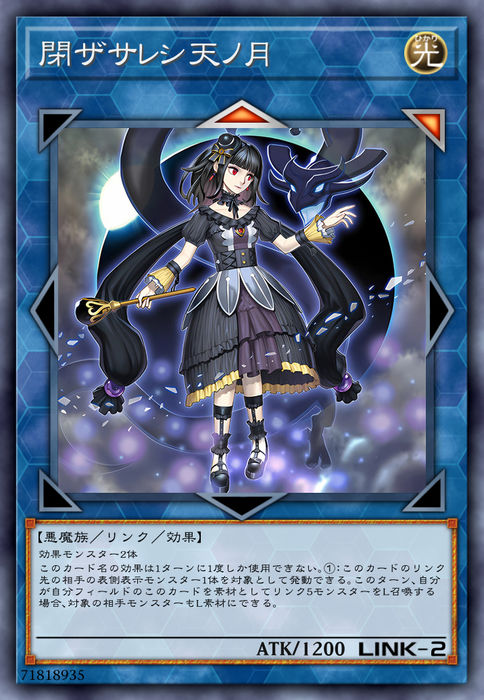 閉ザサレシ天ノ月
ひかり
光
【悪魔族／リンク／効果】
効果モンスター2体
このカード名の効果は1ターンに1度しか使用できない。①：このカードのリンク
先の相手の表側表示モンスター1体を対象として発動できる。このターン、自分
が自分フィールドのこのカードを素材としてリンク5モンスターをL召喚する
場合、対象の相手モンスターもL素材にできる。
ATK/1200 LINK-2
71818935